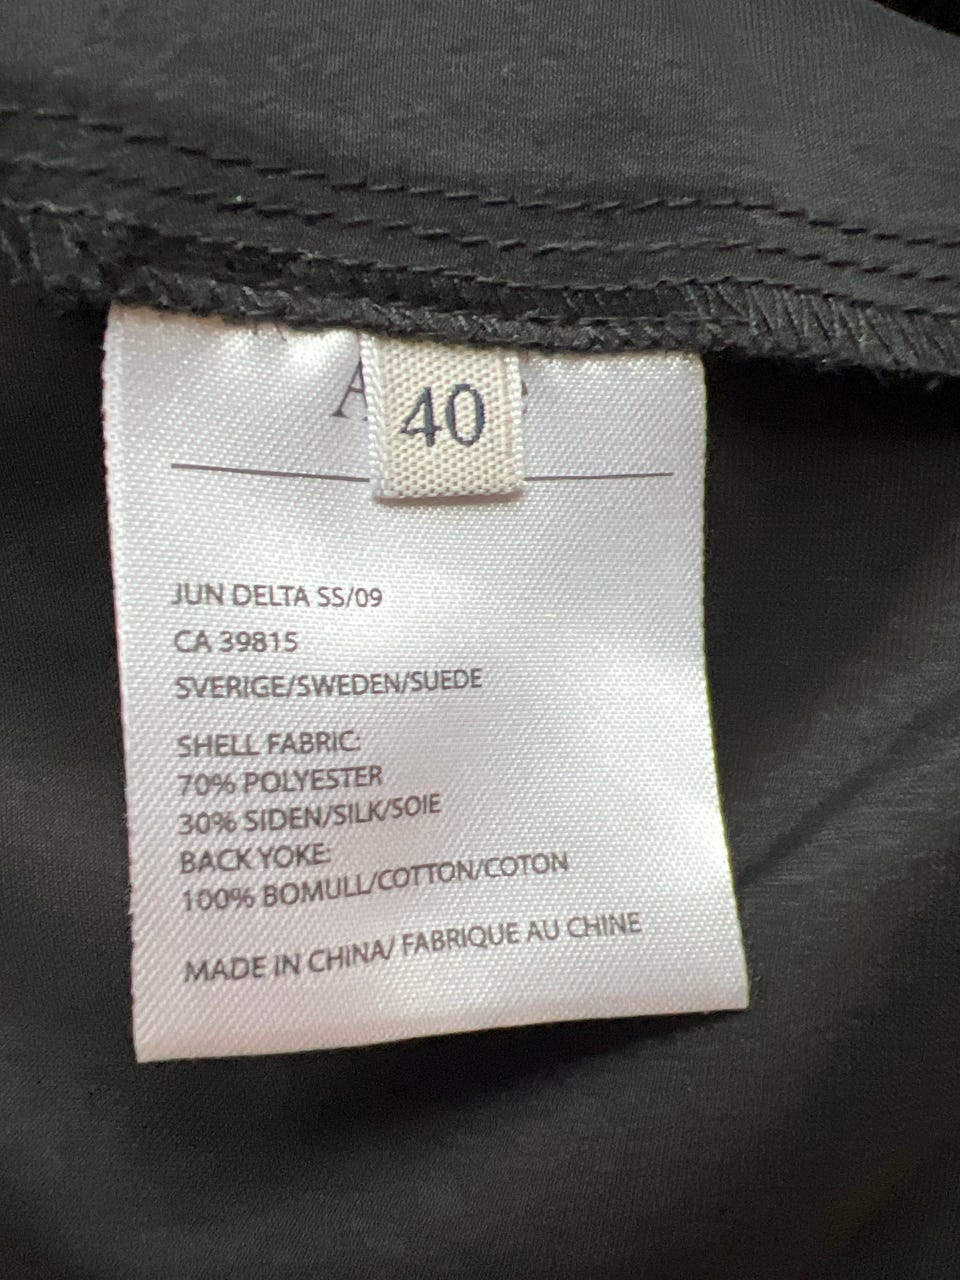 40
JUN DELTA SS/09
CA 39815
SVERIGE/SWEDEN/SUEDE
SHELL FABRIC:
70% POLYESTER
30% SIDEN/SILK/SOIE
BACK YOKE:
100% BOMULL/COTTON/COTON
MADE IN CHINA/ FABRIQUE AU CHINE